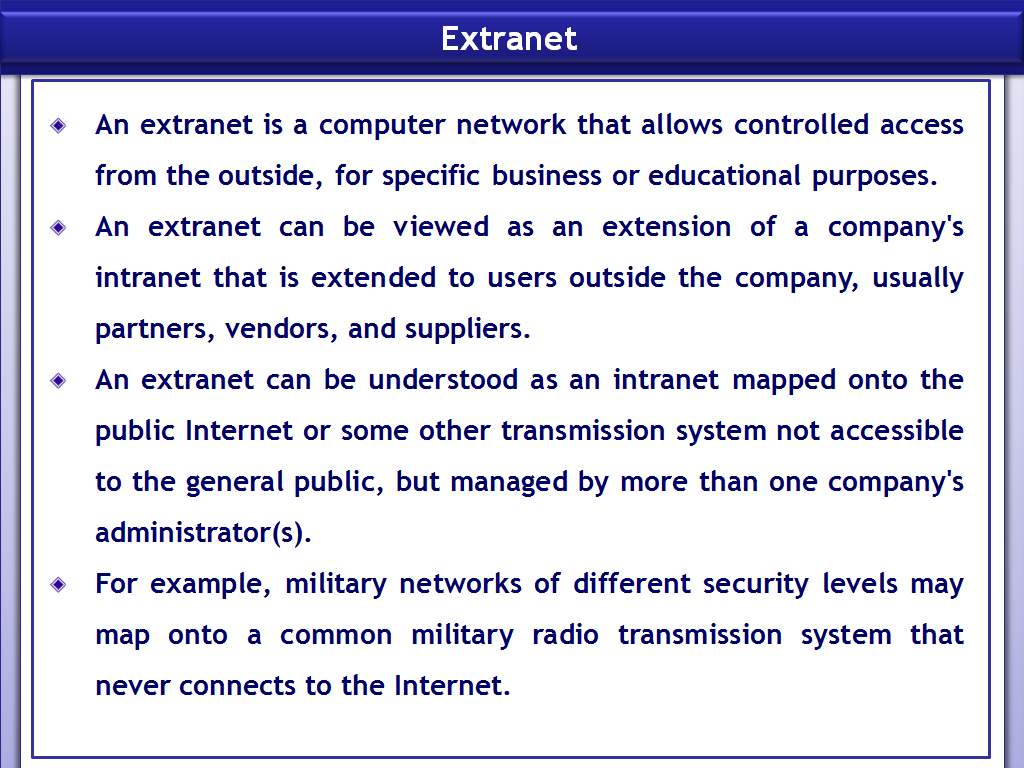 Extranet
An extranet is a computer network that allows controlled access
from the outside, for specific business or educational purposes.
An extranet can be viewed as an extension of a company's
intranet that is extended to users outside the company, usually
partners, vendors, and suppliers.
An extranet can be understood as an intranet mapped onto the
public Internet or some other transmission system not accessible
to the general public, but managed by more than one company's
administrator(s).
For example, military networks of different security levels may
map onto a common military radio transmission system that
never connects to the Internet.